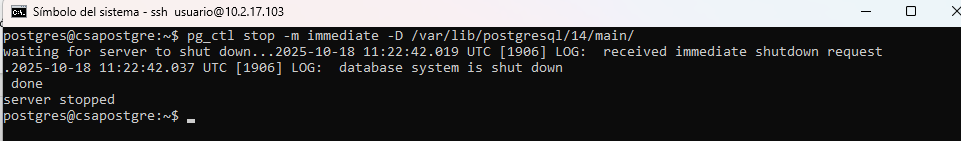 Símbolo del sistema - ssh  usuario@10.2.17.103
postgres@csapostgre:~$ pg_ctl stop -m immediate -D /var/lib/postgresql/14/main/
waiting for server to shut down...2025-10-18 11:22:42.019 UTC [1906] LOG:  received immediate shutdown request
.2025-10-18 11:22:42.037 UTC [1906] LOG:  database system is shut down
 done
server stopped
postgres@csapostgre:~$